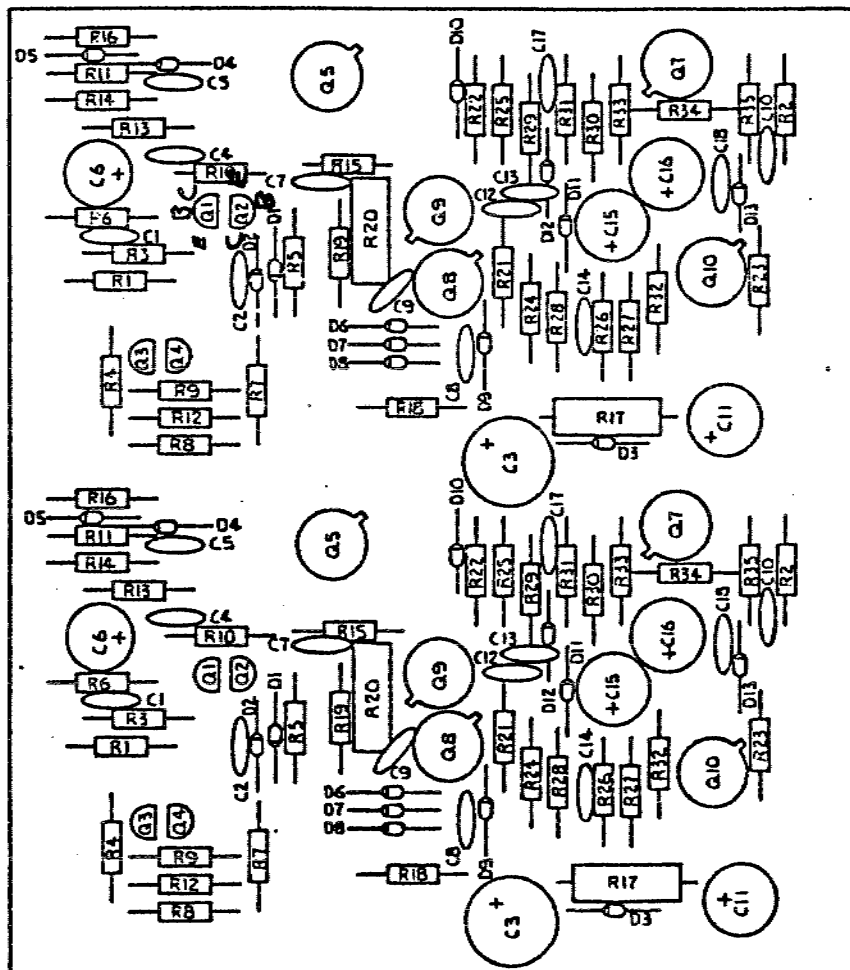 R16
D5
D4
R11
C5
R14
R13
C4
R10
C6
+
R6
C1
R3
R1
B
C
E
Q1
Q2
E
C
B
D1
D2
R5
C2
C7
R15
R19
R20
C9
Q5
Q9
Q8
D6
D7
D8
R4
Q3
Q4
R9
R12
R8
R7
R18
C8
D9
D10
R22
R25
R29
C17
R31
R30
R33
Q7
R34
R35
C10
R2
C13
C12
D11
D12
C16
+
C15
+
C18
D13
R21
R24
R28
C14
R26
R27
R32
Q10
R23
R17
D3
C3
+
C11
+
R16
D5
D4
R11
C5
R14
R13
C4
R10
C6
+
R6
C1
R3
R1
Q1
Q2
D1
D2
R5
C2
C7
R15
R19
R20
C9
Q5
Q9
Q8
D6
D7
D8
R4
Q3
Q4
R9
R12
R8
R7
R18
C8
D9
D10
R22
R25
R29
C17
R31
R30
R33
Q7
R34
R35
C10
R2
C13
C12
D11
D12
C16
+
C15
+
C18
D13
R21
R24
R28
C14
R26
R27
R32
Q10
R23
R17
D3
C3
+
C11
+